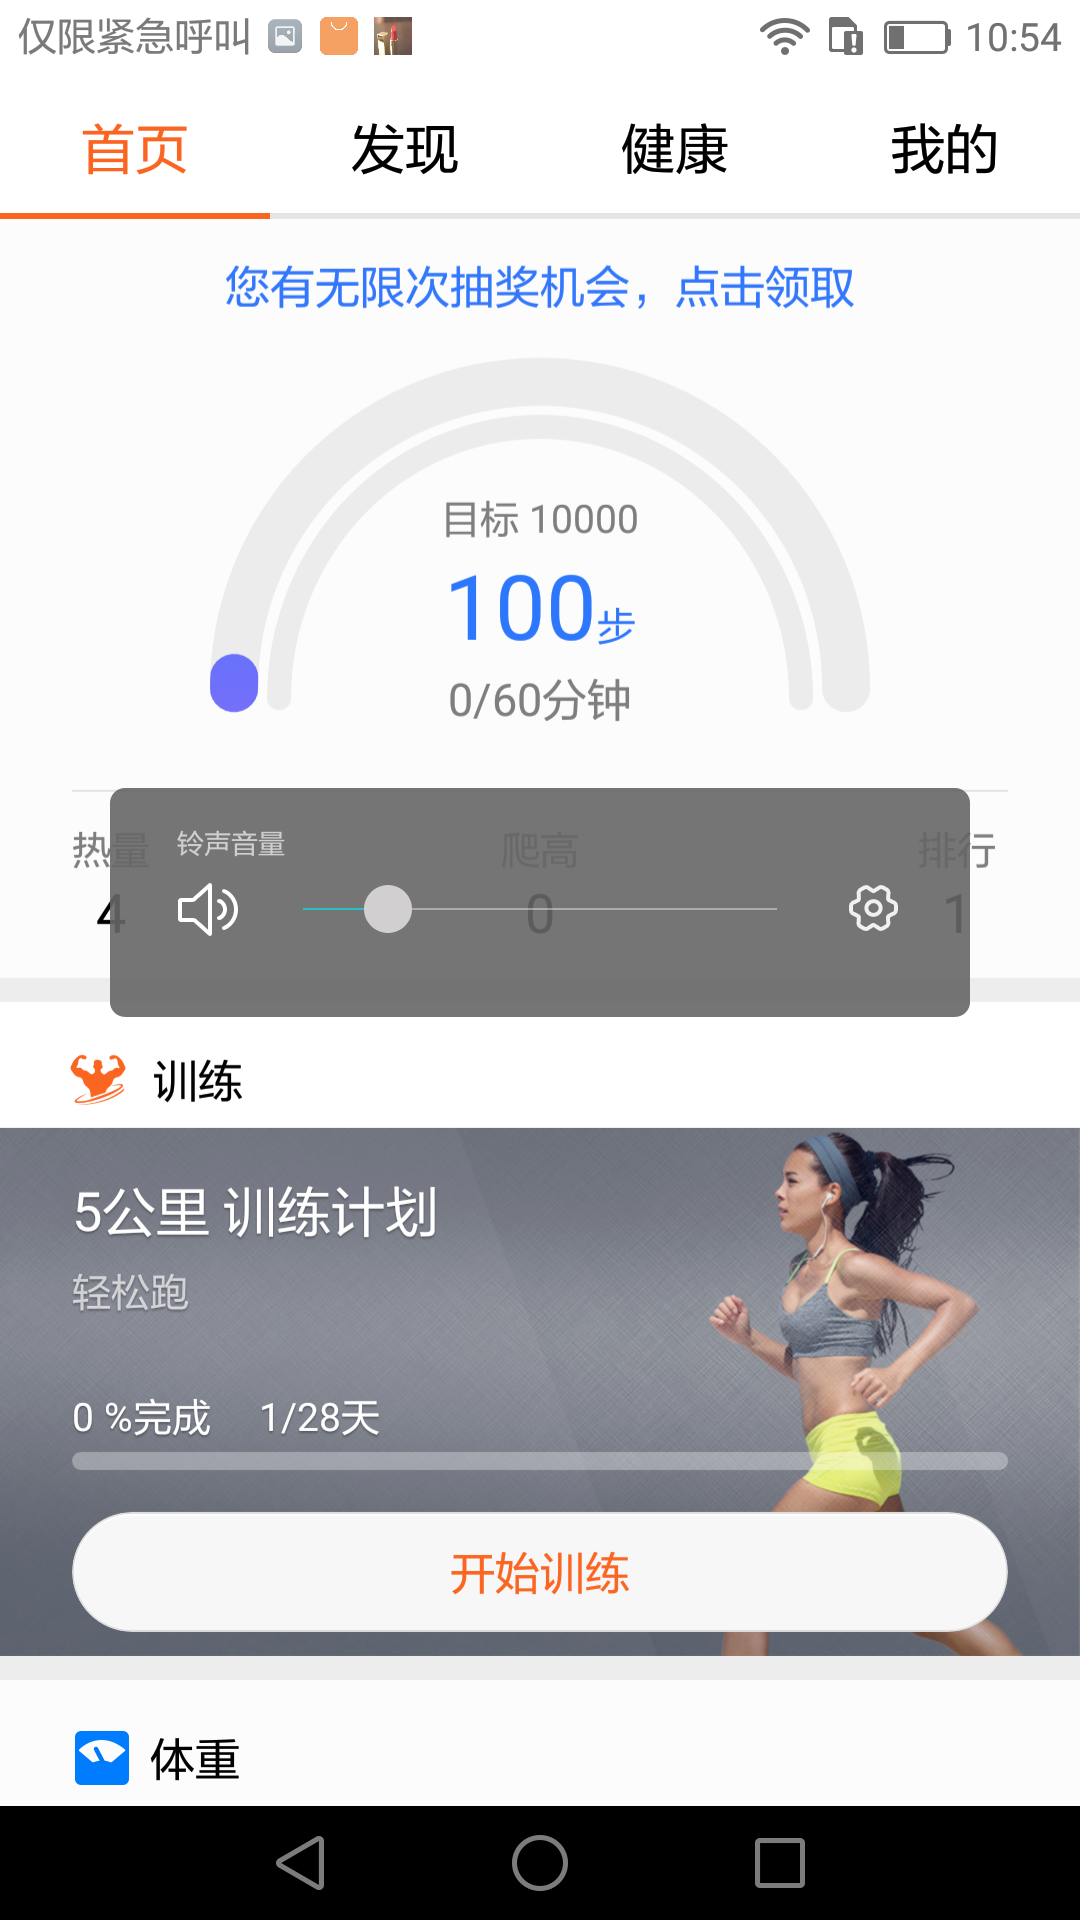 仅限紧急呼叫 10:54
首页 发现 健康 我的
您有无限次抽奖机会，点击领取
目标 10000
100步
0/60分钟
热量 爬高 排行
铃声音量
4 0 1
训练
5公里 训练计划
轻松跑
0 %完成 1/28天
开始训练
体重